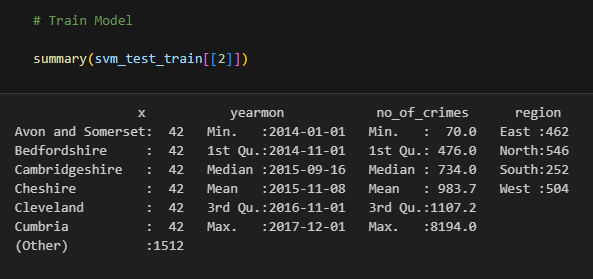 # Train Model
summary(svm_test_train[[2]])
x yearmon no_of_crimes region
Avon and Somerset: 42 Min. :2014-01-01 Min. : 70.0 East :462
Bedfordshire : 42 1st Qu.:2014-11-01 1st Qu.: 476.0 North:546
Cambridgeshire : 42 Median :2015-09-16 Median : 734.0 South:252
Cheshire : 42 Mean :2015-11-08 Mean : 983.7 West :504
Cleveland : 42 3rd Qu.:2016-11-01 3rd Qu.:1107.2
Cumbria : 42 Max. :2017-12-01 Max. :8194.0
(Other) :1512